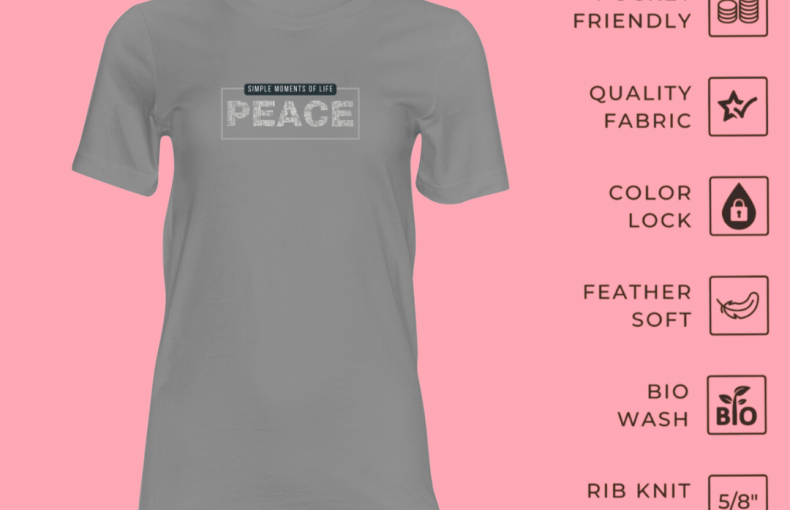 SIMPLE MOMENTS OF LIFE
PEACE
FRIENDLY
QUALITY
FABRIC
COLOR
LOCK
FEATHER
SOFT
BIO
WASH
BIO
RIB KNIT
5/8"